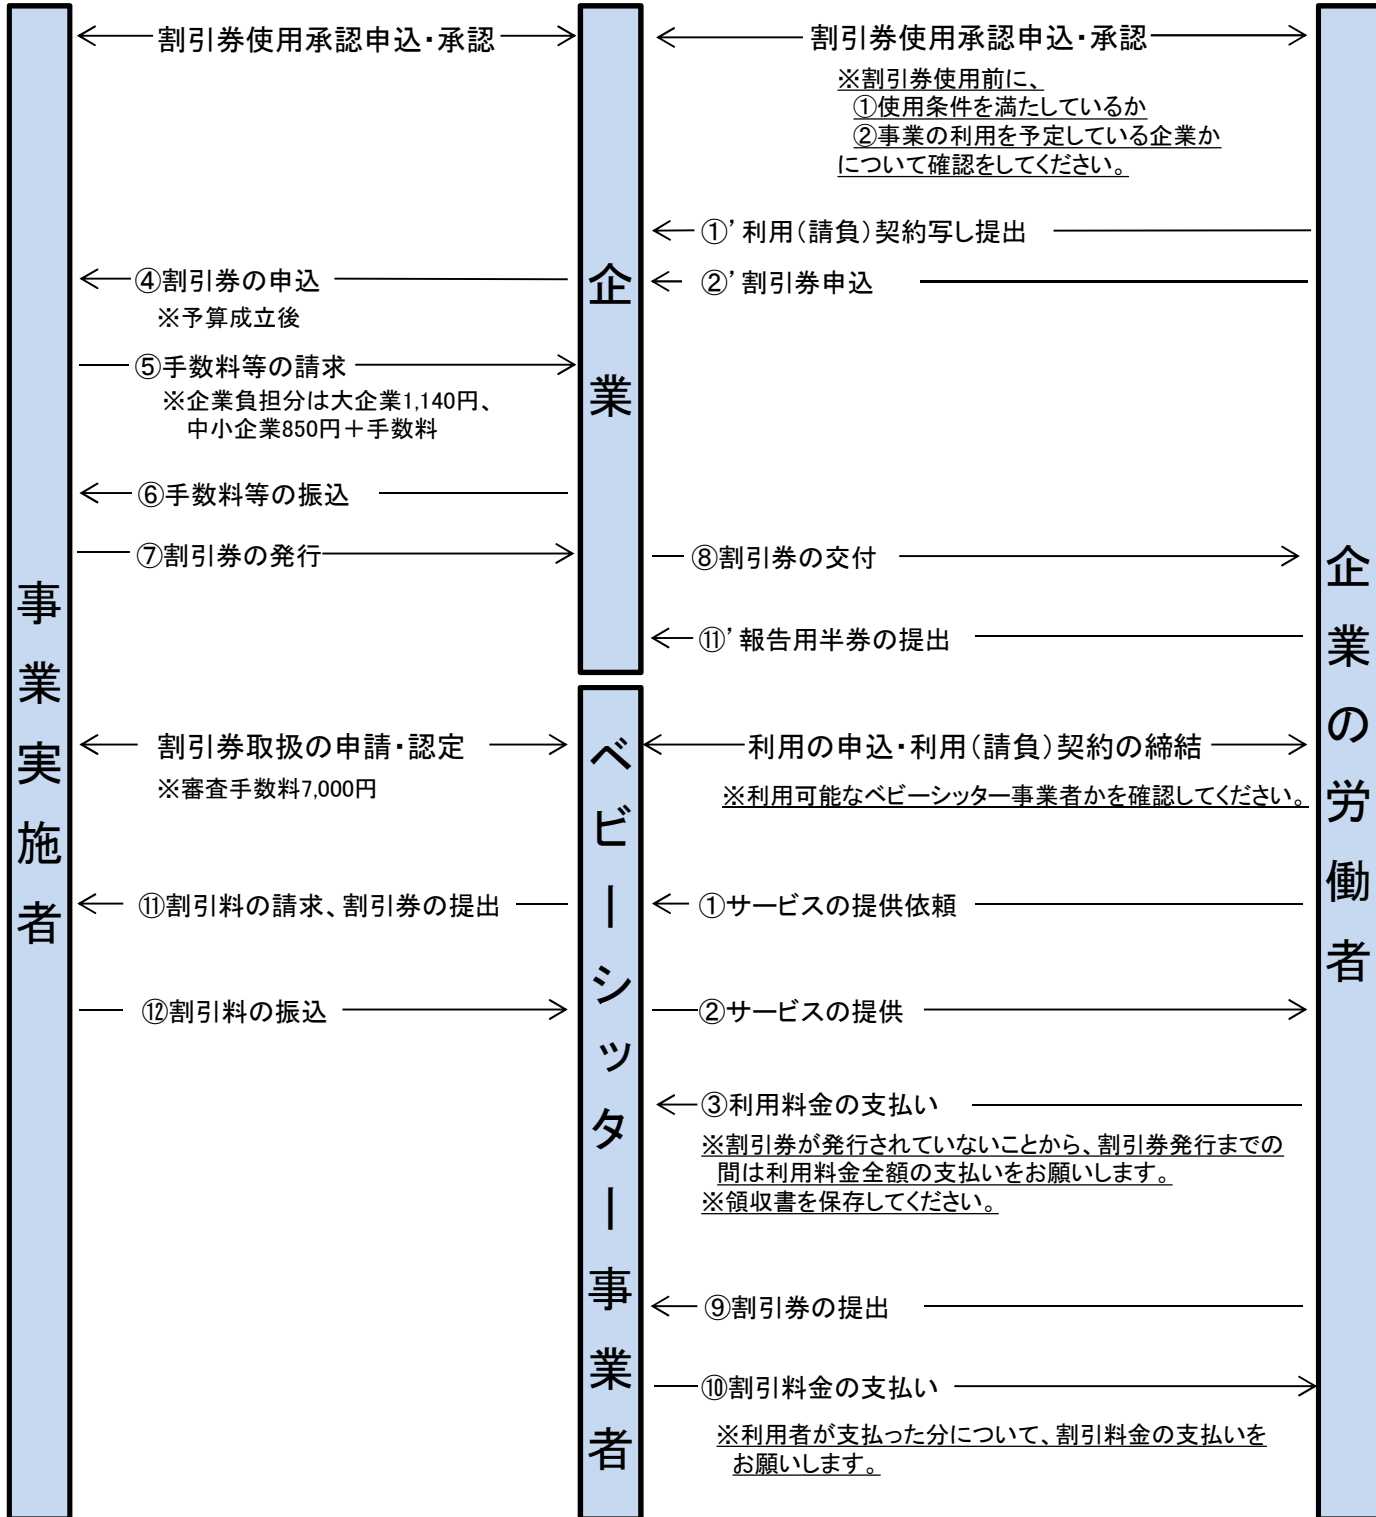 割引券使用承認申込・承認
割引券使用承認申込・承認
※割引券使用前に、
①使用条件を満たしているか
②事業の利用を予定している企業か
について確認をしてください。
①’利用(請負)契約写し提出
④割引券の申込
※予算成立後
②’割引券申込
⑤手数料等の請求
※企業負担分は大企業1,140円、
中小企業850円+手数料
⑥手数料等の振込
⑦割引券の発行
⑧割引券の交付
⑪’報告用半券の提出
割引券取扱の申請・認定
※審査手数料7,000円
利用の申込・利用(請負)契約の締結
※利用可能なベビーシッター事業者かを確認してください。
⑪割引料の請求、割引券の提出
①サービスの提供依頼
⑫割引料の振込
②サービスの提供
③利用料金の支払い
※割引券が発行されていないことから、割引券発行までの
間は利用料金全額の支払いをお願いします。
※領収書を保存してください。
⑨割引券の提出
⑩割引料金の支払い
※利用者が支払った分について、割引料金の支払いを
お願いします。
事業実施者
企業
ベビーシッター事業者
企業の労働者